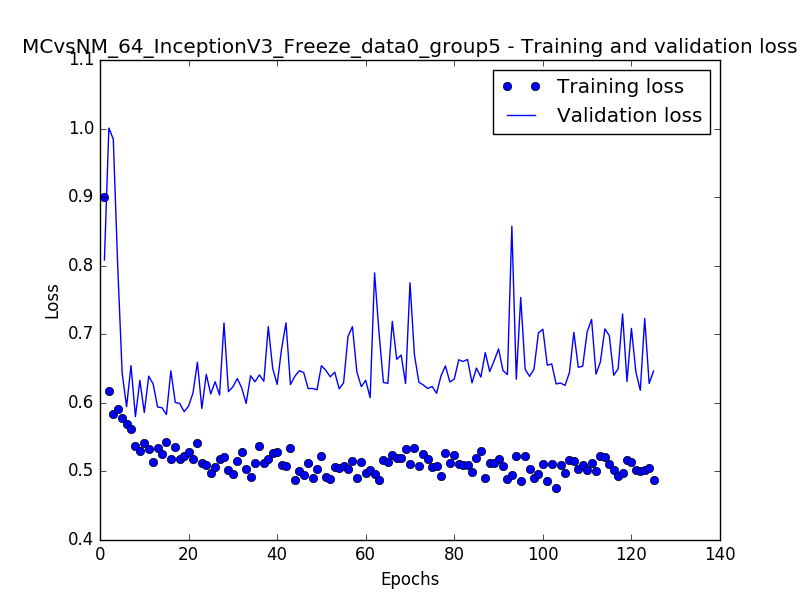 MCvsNM_64_InceptionV3_Freeze_data0_group5 - Training and validation loss
Training loss
Validation loss
1.1
1.0
0.9
0.8
0.7
0.6
0.5
0.4
Loss
0 20 40 60 80 100 120 140
Epochs